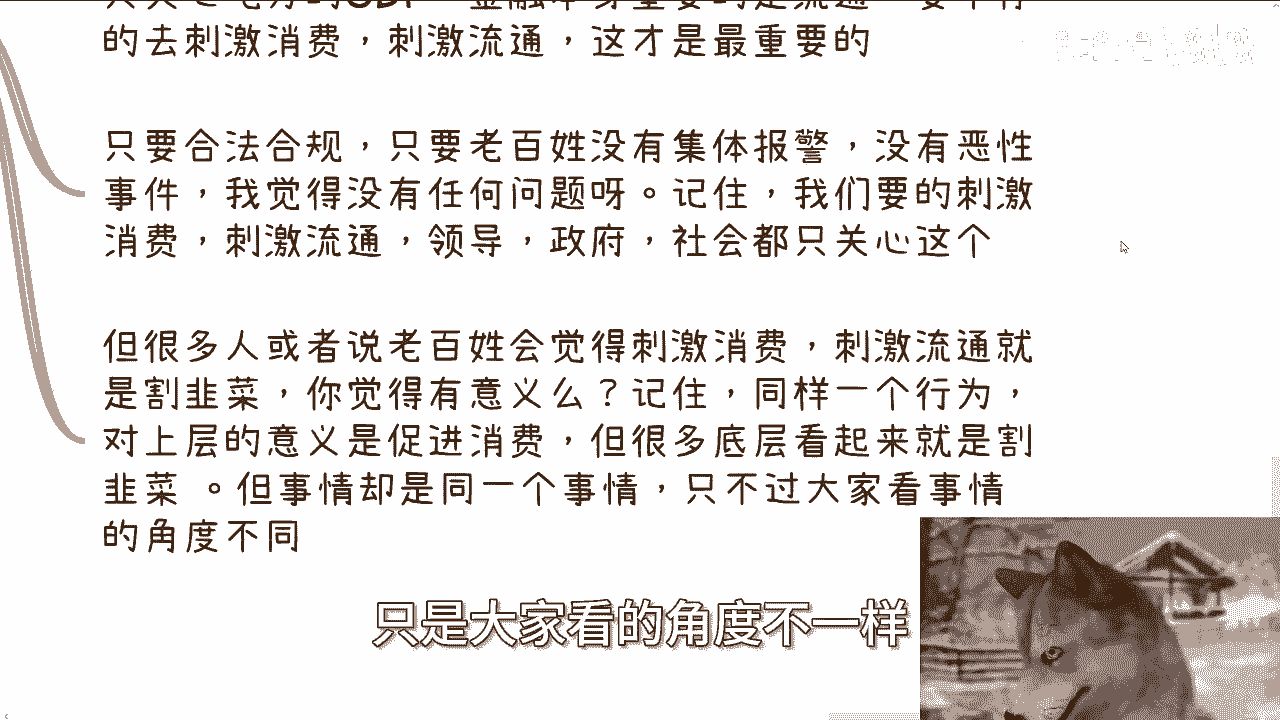 的去刺激消费，刺激流通，这才是最重要的
只要合法合规，只要老百姓没有集体报警，没有恶性
事件，我觉得没有任何问题呀。记住，我们要的刺激
消费，刺激流通，领导，政府，社会都只关心这个
但很多人或者说老百姓会觉得刺激消费，刺激流通就
是割韭菜，你觉得有意义么？记住，同样一个行为，
对上层的意义是促进消费，但很多底层看起来就是割
韭菜 。但事情却是同一个事情，只不过大家看事情
的角度不同
只是大家看的角度不一样